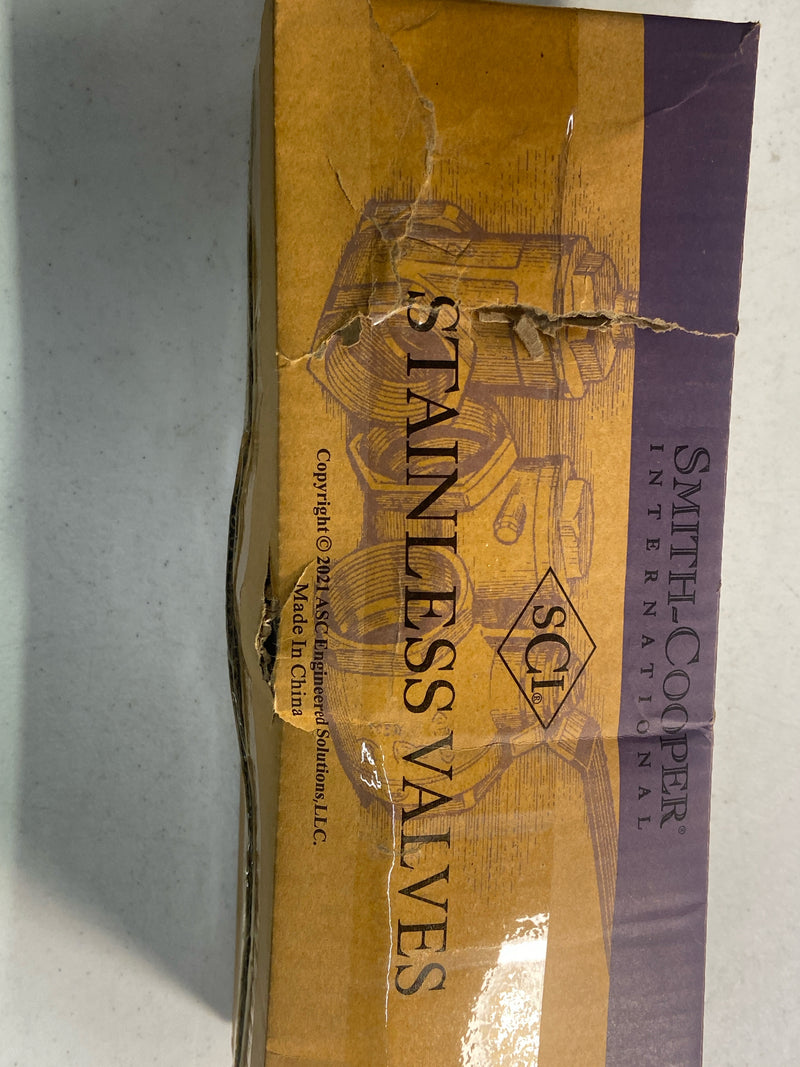 SMITH-COOPER®
INTERNATIONAL
SCI®
STAINLESS VALVES
Copyright © 2021 ASC Engineered Solutions, LLC.
Made In China